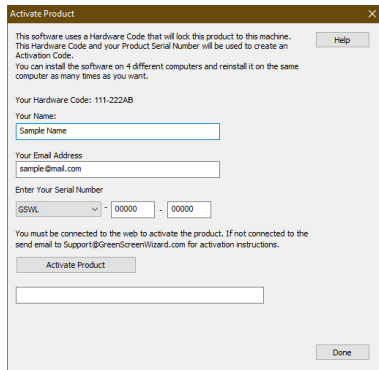 Activate Product
This software uses a Hardware Code that will lock this product to this machine.
This Hardware Code and your Product Serial Number will be used to create an
Activation Code.
You can install the software on 4 different computers and reinstall it on the same
computer as many times as you want.
Help
Your Hardware Code: 111-222AB
Your Name:
Sample Name
Your Email Address
sample@mail.com
Enter Your Serial Number
GSWL - 00000 - 00000
You must be connected to the web to activate the product. If not connected to the
send email to Support@GreenScreenWizard.com for activation instructions.
Activate Product
Done